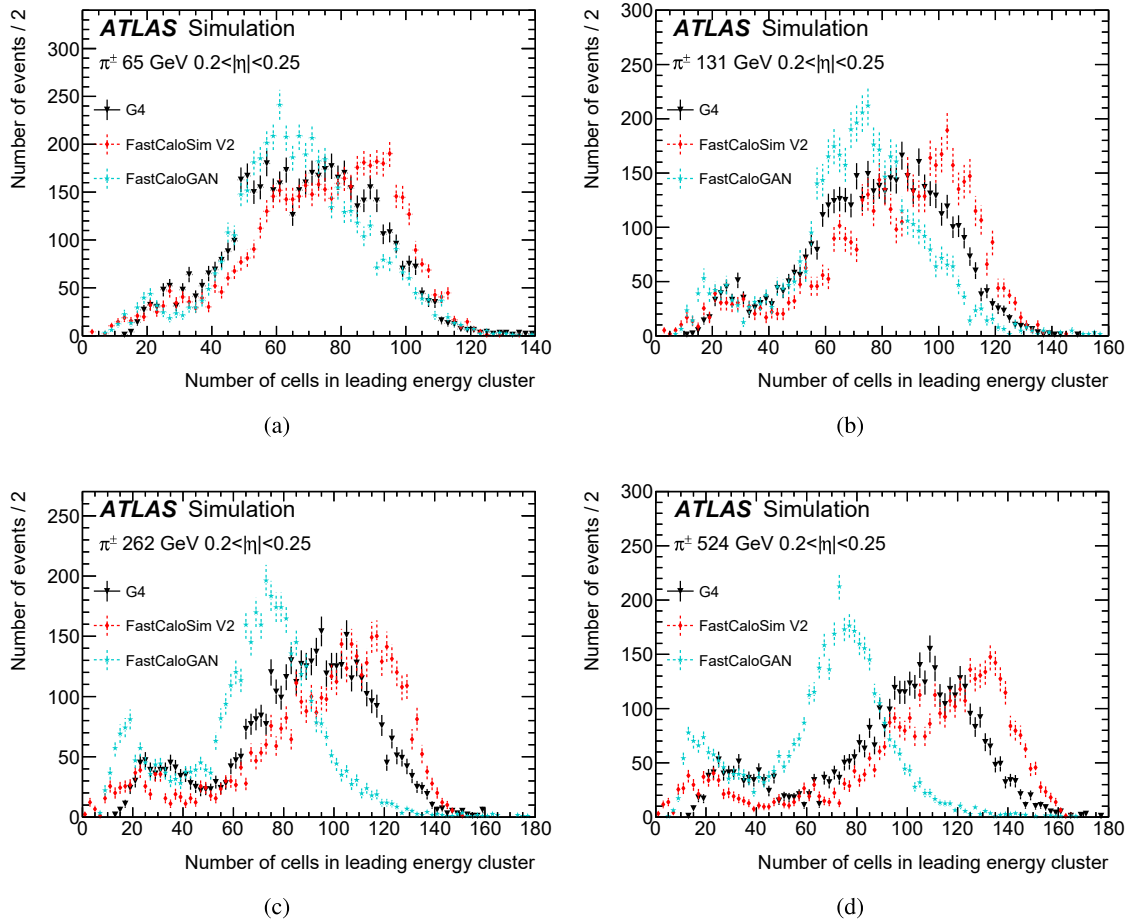 ATLAS Simulation
π± 65 GeV 0.2<|η|<0.25
G4
FastCaloSim V2
FastCaloGAN
Number of events / 2
0
50
100
150
200
250
300
20 40 60 80 100 120 140
Number of cells in leading energy cluster
(a)
ATLAS Simulation
π± 131 GeV 0.2<|η|<0.25
G4
FastCaloSim V2
FastCaloGAN
Number of events / 2
0
50
100
150
200
250
300
0 20 40 60 80 100 120 140 160
Number of cells in leading energy cluster
(b)
ATLAS Simulation
π± 262 GeV 0.2<|η|<0.25
G4
FastCaloSim V2
FastCaloGAN
Number of events / 2
0
50
100
150
200
250
0 20 40 60 80 100 120 140 160 180
Number of cells in leading energy cluster
(c)
ATLAS Simulation
π± 524 GeV 0.2<|η|<0.25
G4
FastCaloSim V2
FastCaloGAN
Number of events / 2
0
50
100
150
200
250
300
0 20 40 60 80 100 120 140 160 180
Number of cells in leading energy cluster
(d)